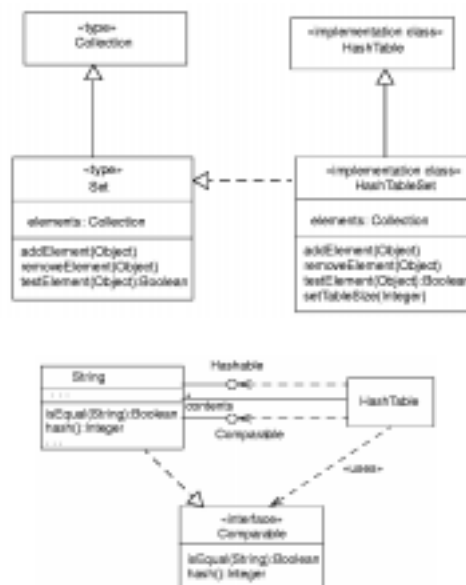 «type»
Collection
«implementation class»
HashTable
«type»
Set
elements: Collection
addElement(Object)
removeElement(Object)
testElement(Object):Boolean
«implementation class»
HashTableSet
elements: Collection
addElement(Object)
removeElement(Object)
testElement(Object):Boolean
setTableSize(Integer)
String
. . .
isEqual(String):Boolean
hash():Integer
. . .
Hashable
*
contents
Comparable
HashTable
«uses»
«interface»
Comparable
isEqual(String):Boolean
hash():Integer